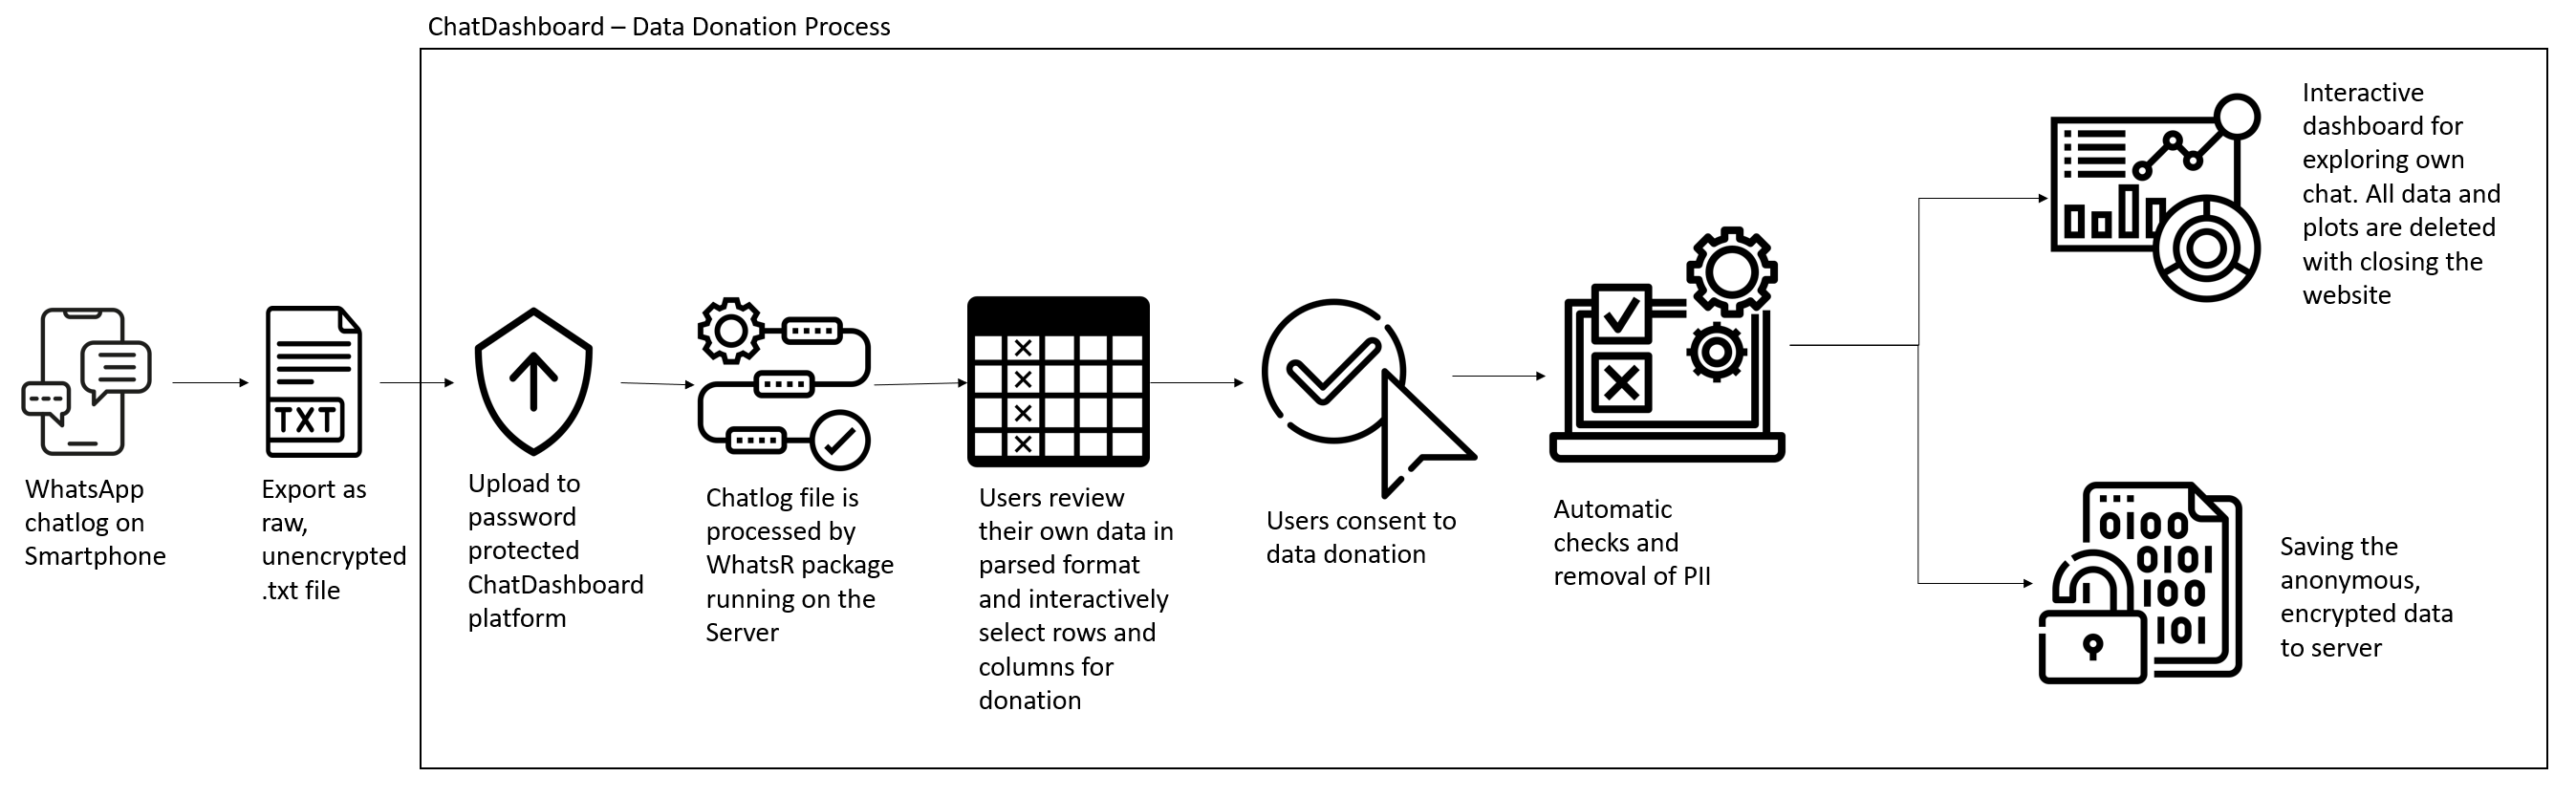 ChatDashboard – Data Donation Process
TXT
WhatsApp
chatlog on
Smartphone
Export as
raw,
unencrypted
.txt file
Upload to
password
protected
ChatDashboard
platform
Chatlog file is
processed by
WhatsR package
running on the
Server
Users review
their own data in
parsed format
and interactively
select rows and
columns for
donation
Users consent to
data donation
Automatic
checks and
removal of PII
Interactive
dashboard for
exploring own
chat. All data and
plots are deleted
with closing the
website
0100
0101
100
101
Saving the
anonymous,
encrypted data
to server